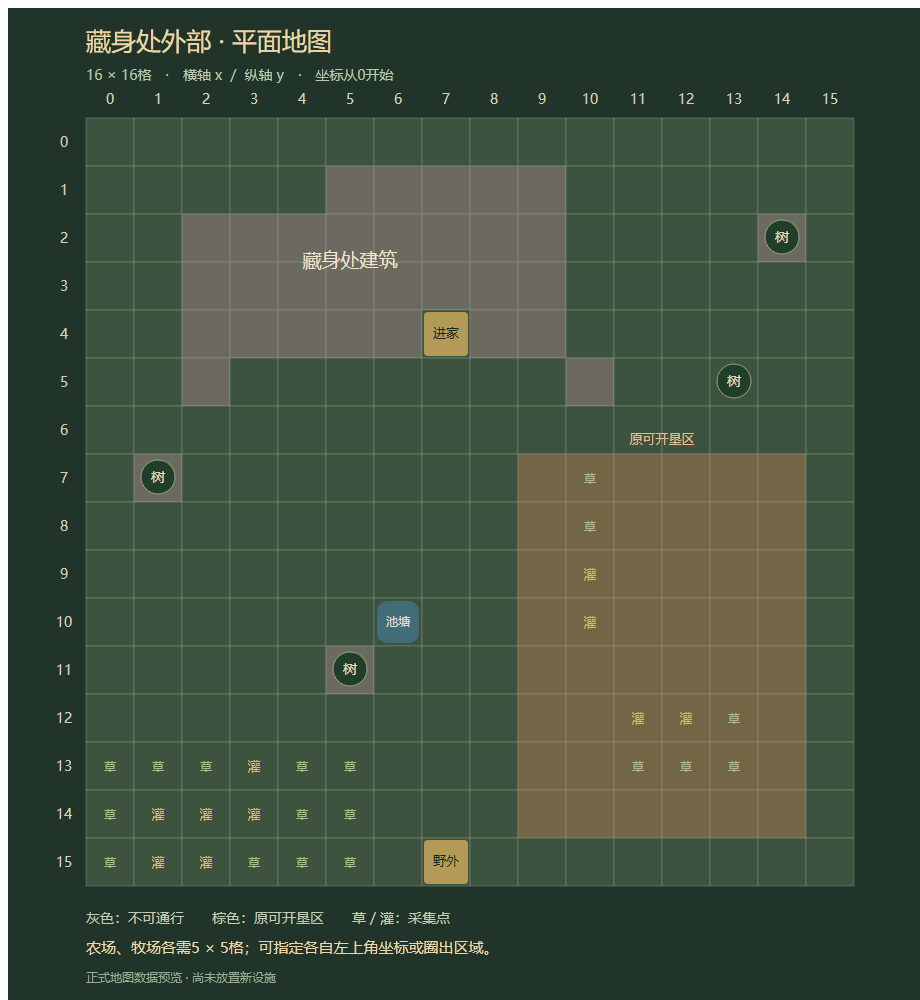 藏身处外部 · 平面地图
16 × 16格 · 横轴 x / 纵轴 y · 坐标从0开始
0 1 2 3 4 5 6 7 8 9 10 11 12 13 14 15
0
1
2 树
藏身处建筑
3
4 进家
5 树
6 原可开垦区
7 树 草
8 草
9 灌
10 池塘 灌
11 树
12 灌 灌 草
13 草 草 草 灌 草 草 草 草 草
14 草 灌 灌 灌 草 草
15 草 灌 灌 草 草 草 野外
灰色：不可通行 棕色：原可开垦区 草 / 灌：采集点
农场、牧场各需5 × 5格；可指定各自左上角坐标或圈出区域。
正式地图数据预览 · 尚未放置新设施